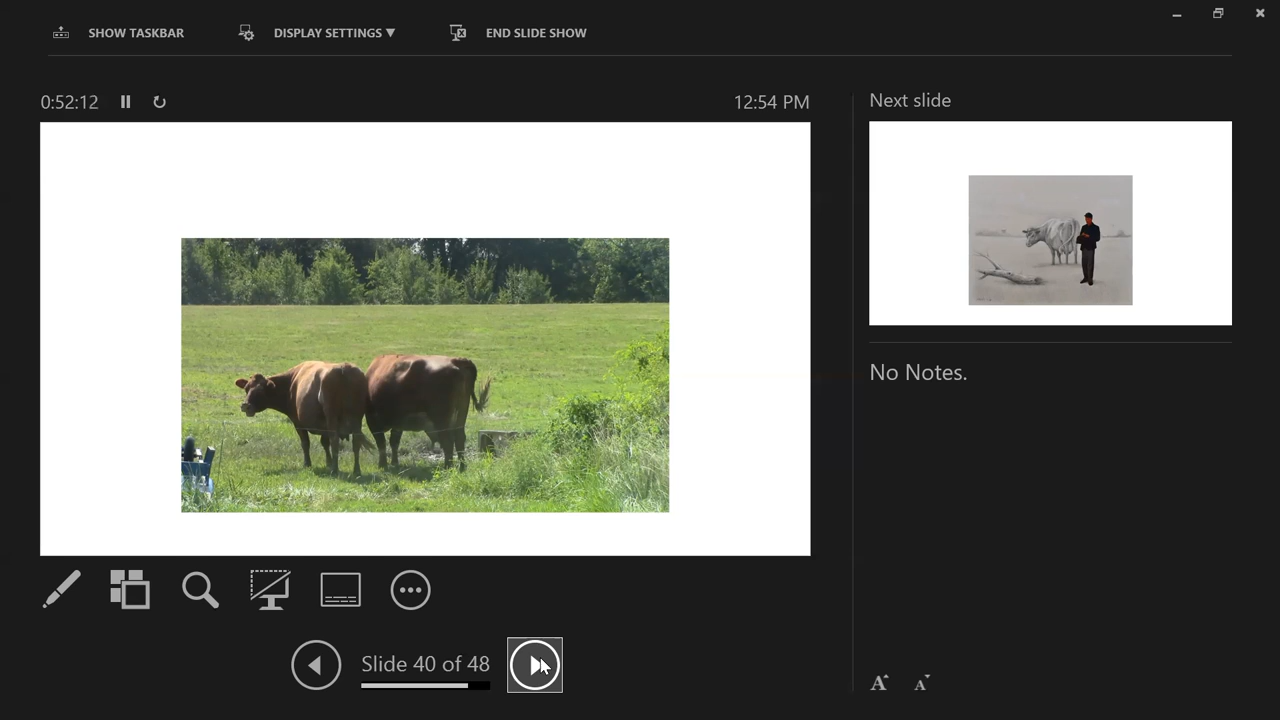 SHOW TASKBAR
DISPLAY SETTINGS ▼
END SLIDE SHOW
0:52:12
12:54 PM
Next slide
No Notes.
Slide 40 of 48
A A